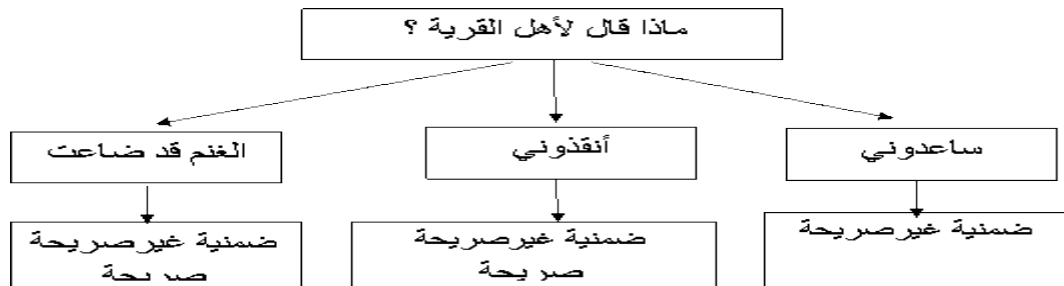 ماذا قال لأهل القرية ؟
ساعدوني
أنقذوني
الغنم قد ضاعت
ضمنية غيرصريحة
ضمنية غيرصريحة
صريحة
ضمنية غيرصريحة
صريحة